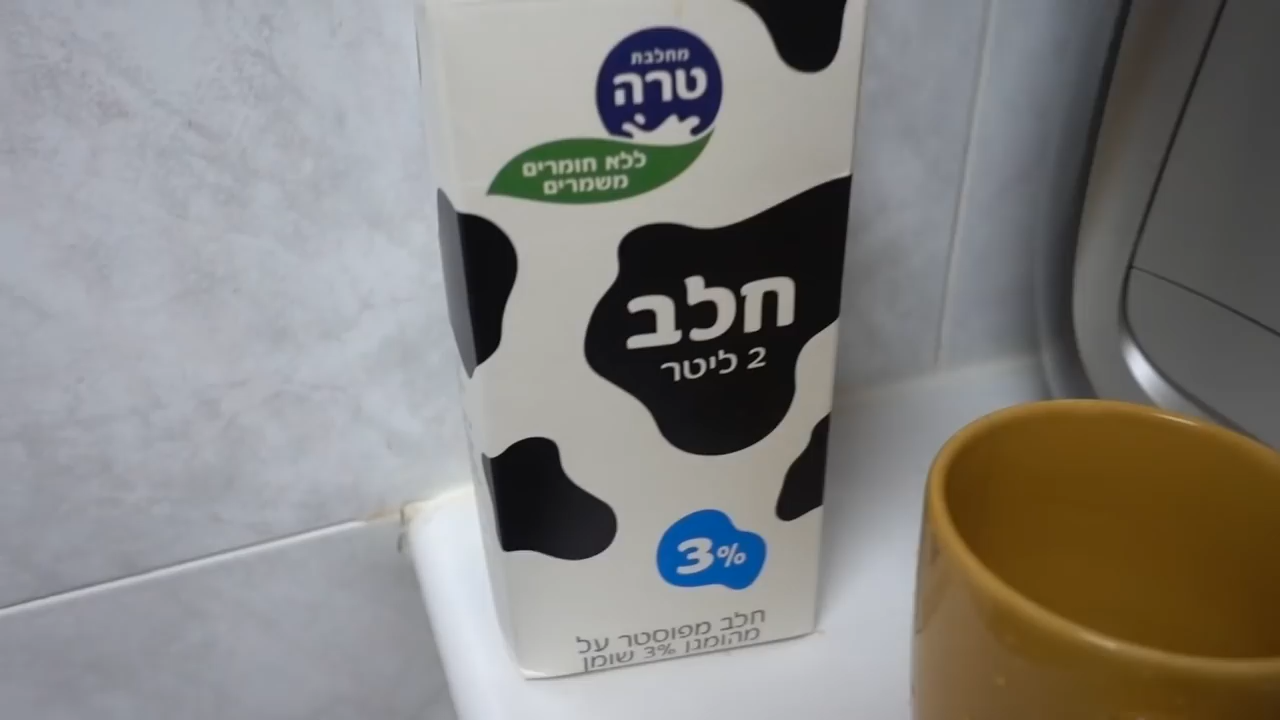 מחלבת
טרה
ללא חומרים
משמרים
חלב
2 ליטר
3%
חלב מפוסטר על
מהומגן 3% שומן